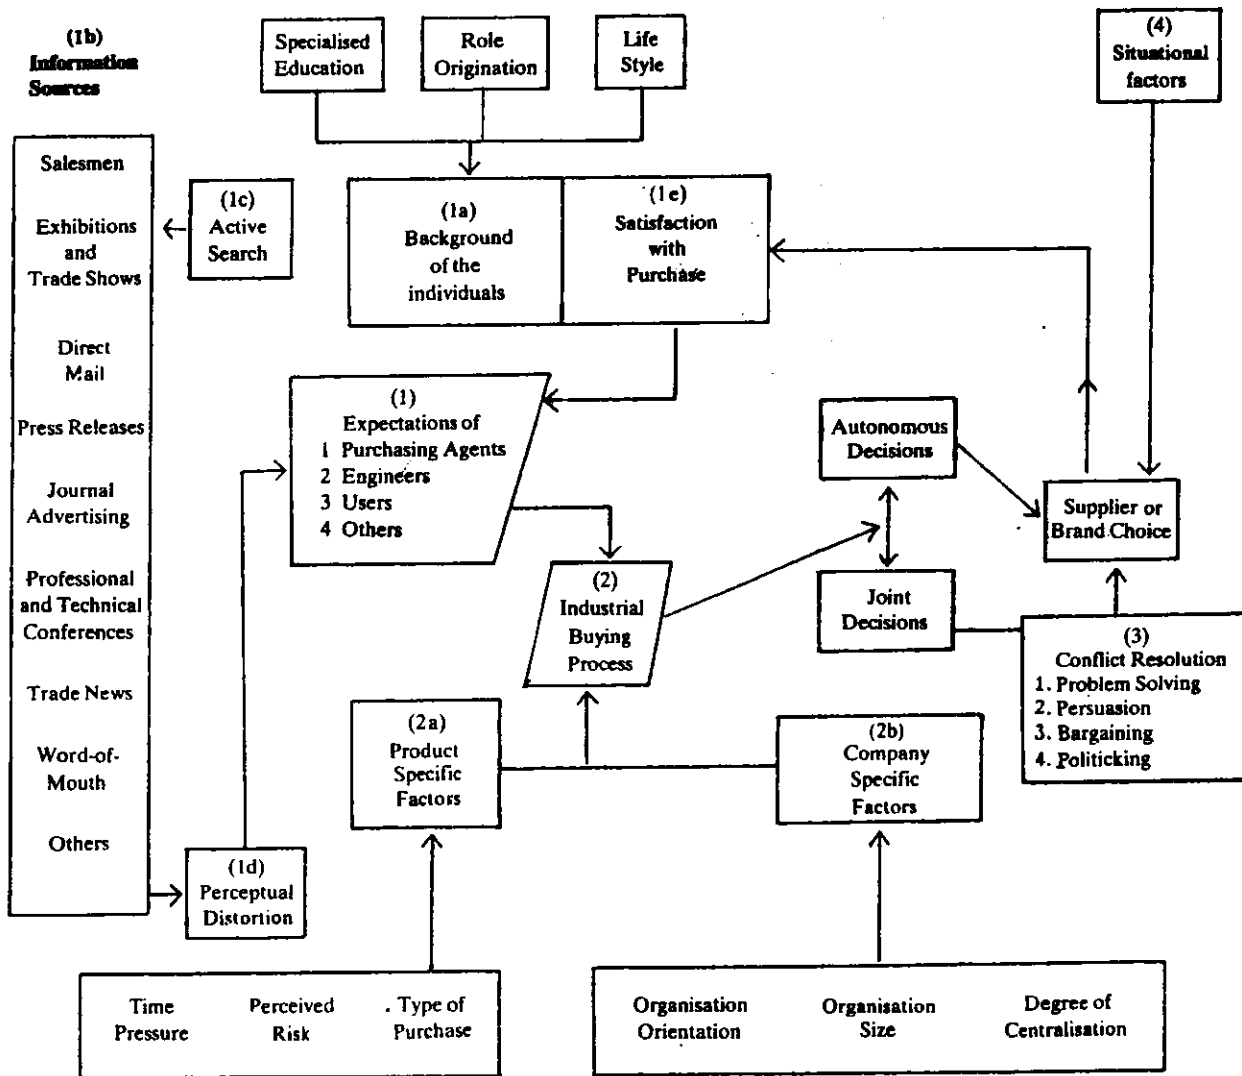 (1b)
Information
Sources
Specialised
Education
Role
Origination
Life
Style
(4)
Situational
factors
Salesmen
Exhibitions
and
Trade Shows
Direct
Mail
Press Releases
Journal
Advertising
Professional
and Technical
Conferences
Trade News
Word-of-
Mouth
Others
(1c)
Active
Search
(1a)
Background
of the
individuals
(1e)
Satisfaction
with
Purchase
(1)
Expectations of
1 Purchasing Agents
2 Engineers
3 Users
4 Others
Autonomous
Decisions
Supplier or
Brand Choice
(2)
Industrial
Buying
Process
Joint
Decisions
(3)
Conflict Resolution
1. Problem Solving
2. Persuasion
3. Bargaining
4. Politicking
(2a)
Product
Specific
Factors
(2b)
Company
Specific
Factors
(1d)
Perceptual
Distortion
Time
Pressure
Perceived
Risk
Type of
Purchase
Organisation
Orientation
Organisation
Size
Degree of
Centralisation